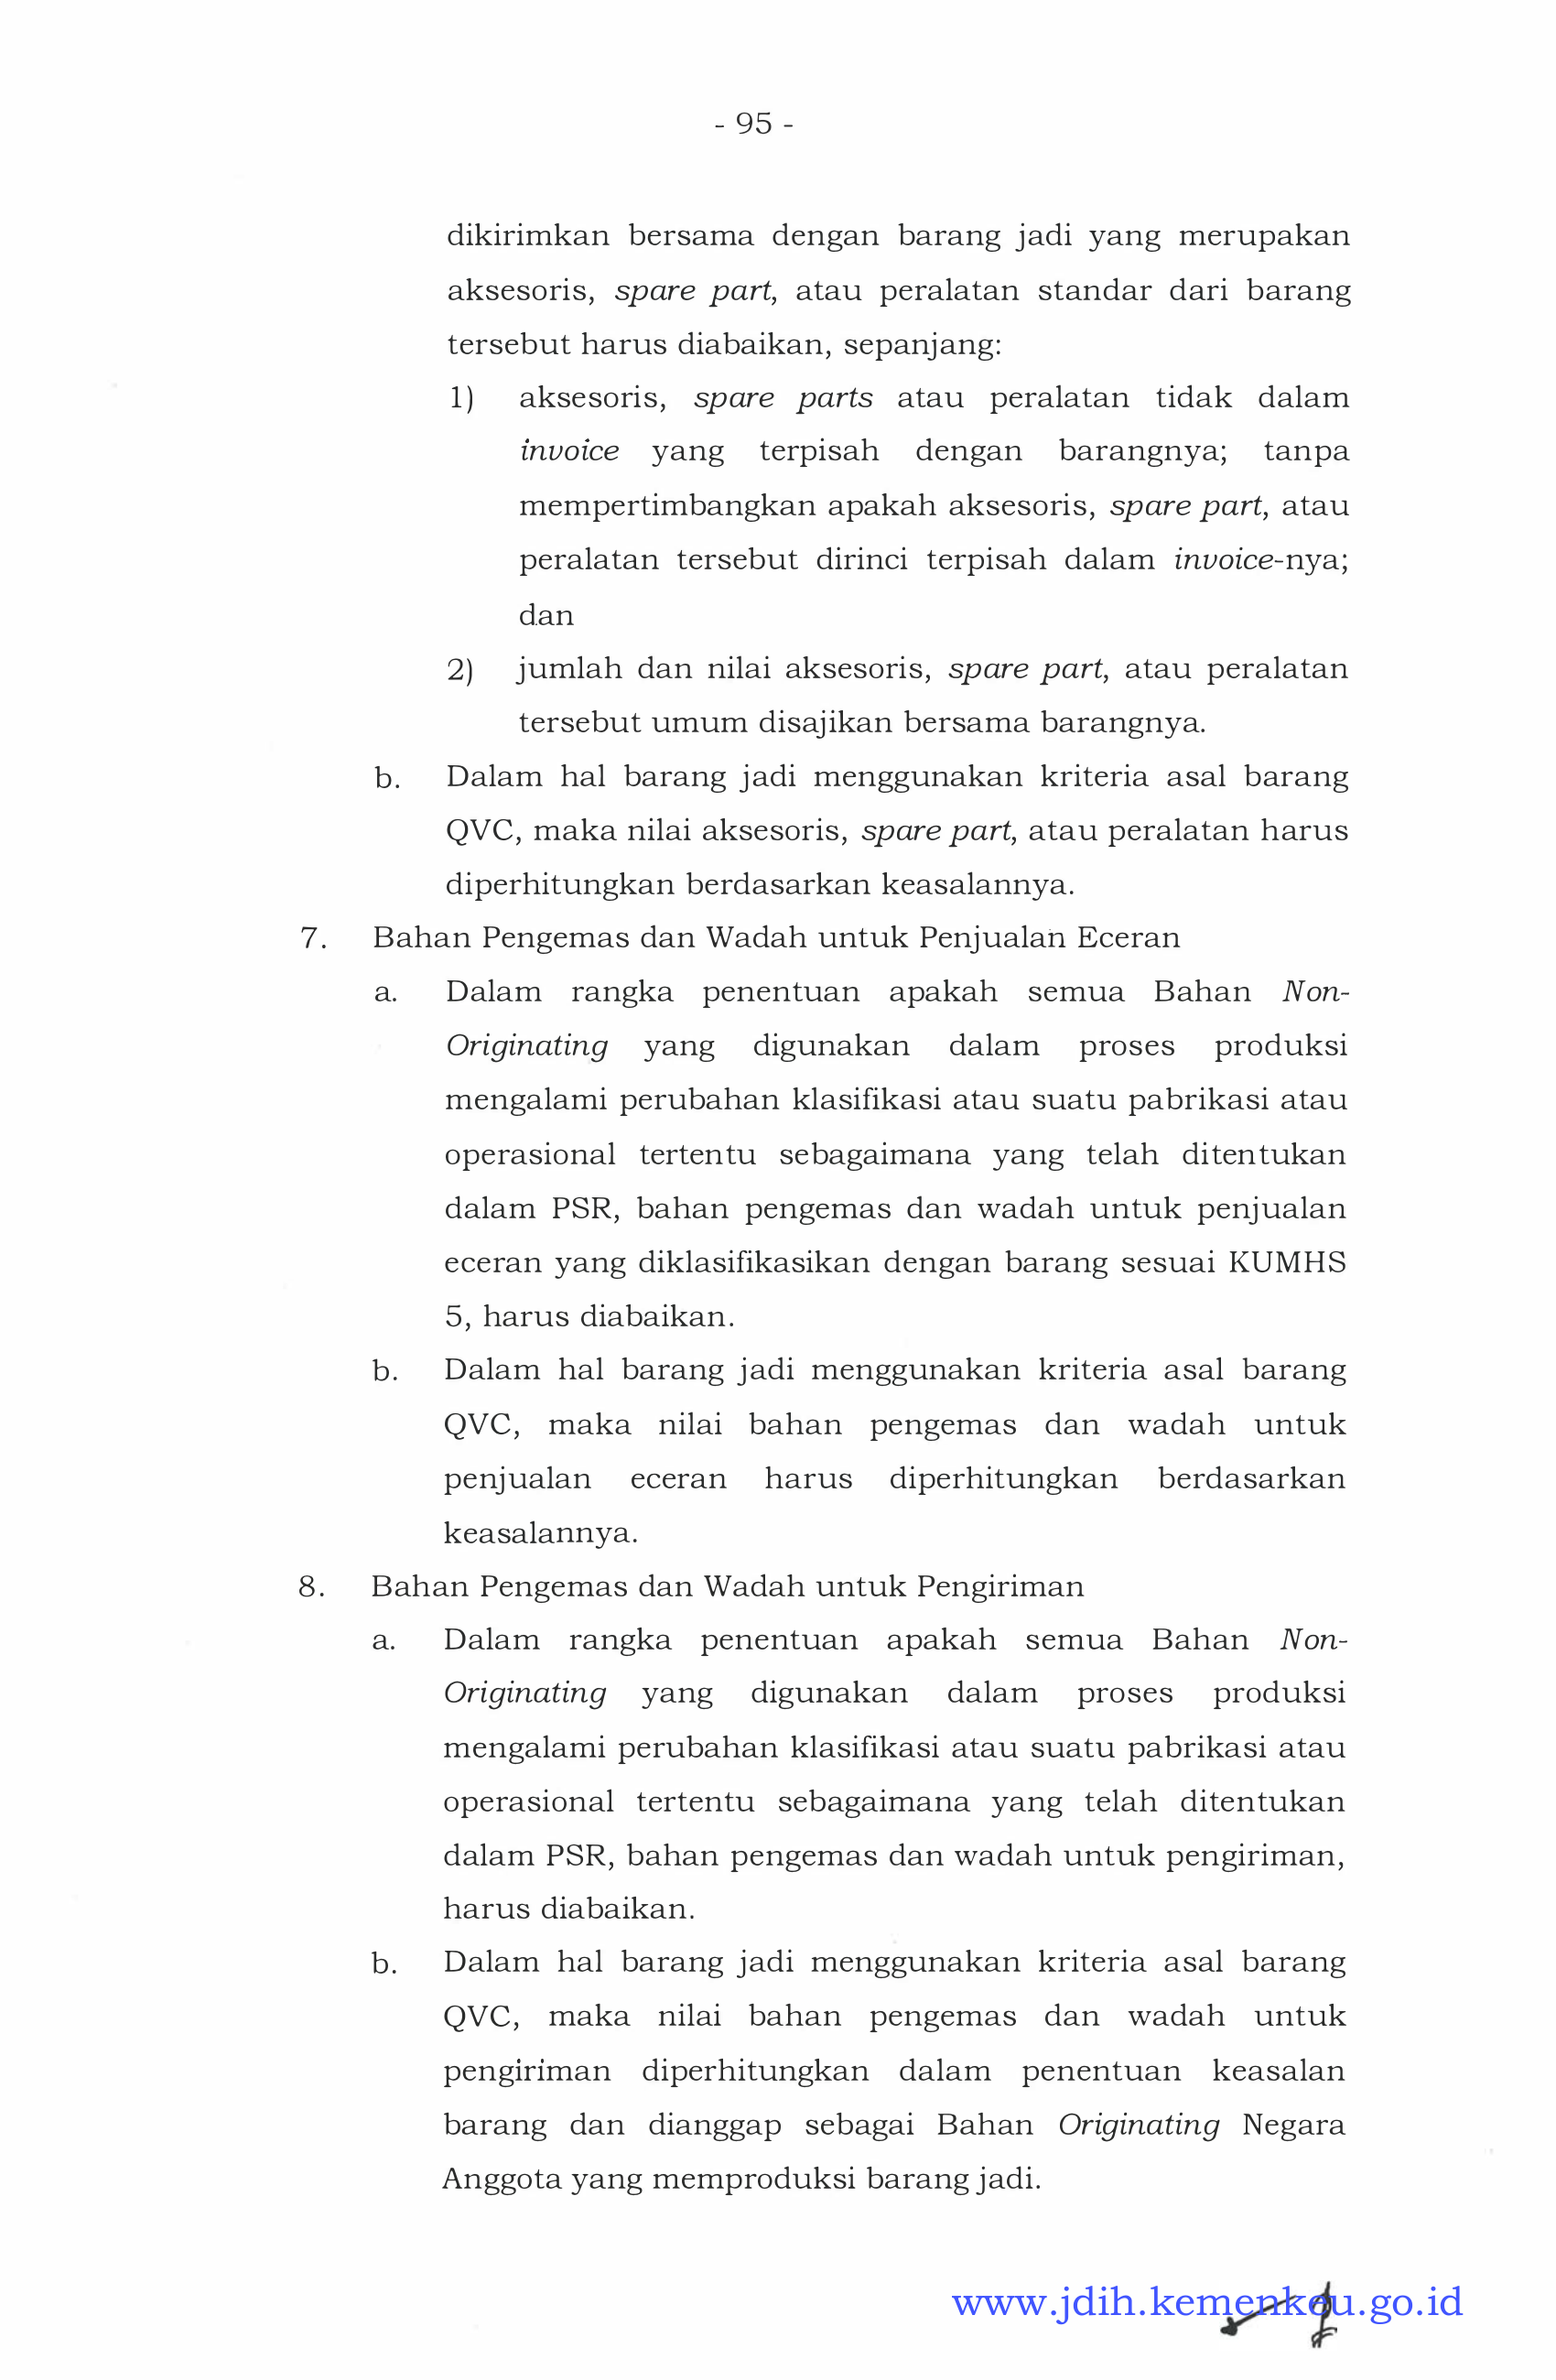 - 95 -
dikirimkan bersama dengan barang jadi yang merupakan
aksesoris, spare part, atau peralatan standar dari barang
tersebut harus diabaikan, sepanjang:
1) aksesoris, spare parts atau peralatan tidak dalam
invoice yang terpisah dengan barangnya; tanpa
mempertimbangkan apakah aksesoris, spare part, atau
peralatan tersebut dirinci terpisah dalam invoice-nya;
dan
2) jumlah dan nilai aksesoris, spare part, atau peralatan
tersebut umum disajikan bersama barangnya.
b. Dalam hal barang jadi menggunakan kriteria asal barang
QVC, maka nilai aksesoris, spare part, atau peralatan harus
diperhitungkan berdasarkan keasalannya.
7. Bahan Pengemas dan Wadah untuk Penjualan Eceran
a. Dalam rangka penentuan apakah semua Bahan Non-
Originating yang digunakan dalam proses produksi
mengalami perubahan klasifikasi atau suatu pabrikasi atau
operasional tertentu sebagaimana yang telah ditentukan
dalam PSR, bahan pengemas dan wadah untuk penjualan
eceran yang diklasifikasikan dengan barang sesuai KUMHS
5, harus diabaikan.
b. Dalam hal barang jadi menggunakan kriteria asal barang
QVC, maka nilai bahan pengemas dan wadah untuk
penjualan eceran harus diperhitungkan berdasarkan
keasalannya.
8. Bahan Pengemas dan Wadah untuk Pengiriman
a. Dalam rangka penentuan apakah semua Bahan Non-
Originating yang digunakan dalam proses produksi
mengalami perubahan klasifikasi atau suatu pabrikasi atau
operasional tertentu sebagaimana yang telah ditentukan
dalam PSR, bahan pengemas dan wadah untuk pengiriman,
harus diabaikan.
b. Dalam hal barang jadi menggunakan kriteria asal barang
QVC, maka nilai bahan pengemas dan wadah untuk
pengiriman diperhitungkan dalam penentuan keasalan
barang dan dianggap sebagai Bahan Originating Negara
Anggota yang memproduksi barang jadi.
www.jdih.kemenkeu.go.id